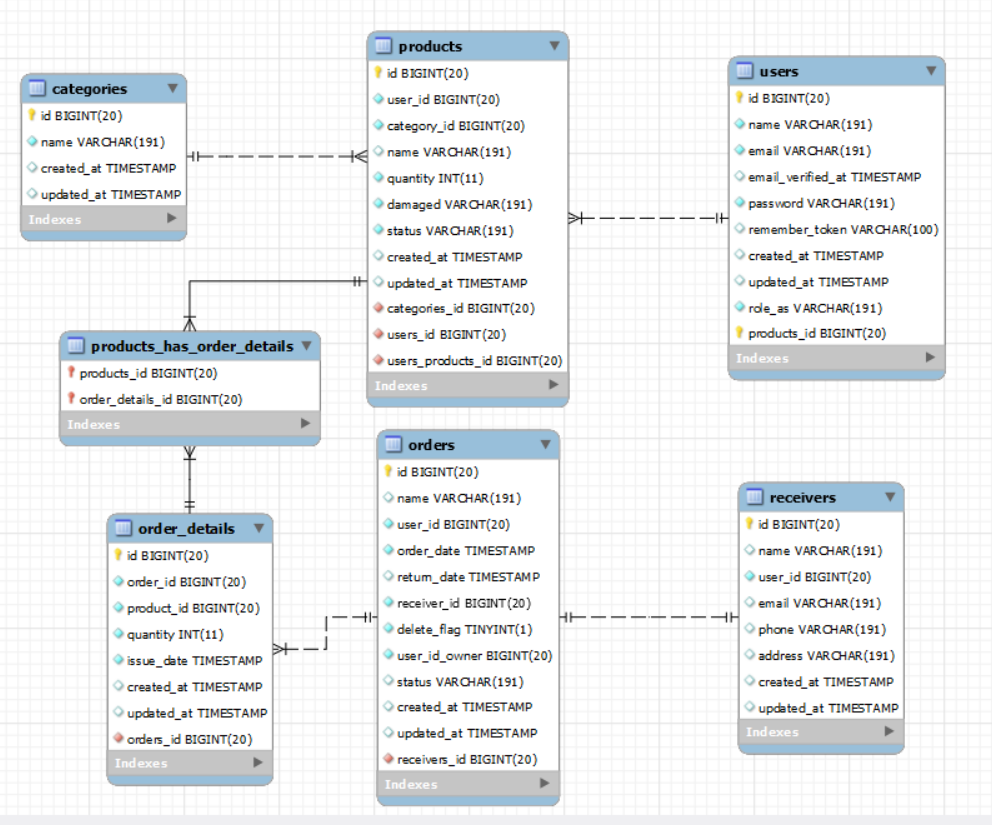 categories
id BIGINT(20)
name VARCHAR(191)
created_at TIMESTAMP
updated_at TIMESTAMP
Indexes
products
id BIGINT(20)
user_id BIGINT(20)
category_id BIGINT(20)
name VARCHAR(191)
quantity INT(11)
damaged VARCHAR(191)
status VARCHAR(191)
created_at TIMESTAMP
updated_at TIMESTAMP
categories_id BIGINT(20)
users_id BIGINT(20)
users_products_id BIGINT(20)
Indexes
users
id BIGINT(20)
name VARCHAR(191)
email VARCHAR(191)
email_verified_at TIMESTAMP
password VARCHAR(191)
remember_token VARCHAR(100)
created_at TIMESTAMP
updated_at TIMESTAMP
role_as VARCHAR(191)
products_id BIGINT(20)
Indexes
products_has_order_details
products_id BIGINT(20)
order_details_id BIGINT(20)
Indexes
order_details
id BIGINT(20)
order_id BIGINT(20)
product_id BIGINT(20)
quantity INT(11)
issue_date TIMESTAMP
created_at TIMESTAMP
updated_at TIMESTAMP
orders_id BIGINT(20)
Indexes
orders
id BIGINT(20)
name VARCHAR(191)
user_id BIGINT(20)
order_date TIMESTAMP
return_date TIMESTAMP
receiver_id BIGINT(20)
delete_flag TINYINT(1)
user_id_owner BIGINT(20)
status VARCHAR(191)
created_at TIMESTAMP
updated_at TIMESTAMP
receivers_id BIGINT(20)
Indexes
receivers
id BIGINT(20)
name VARCHAR(191)
user_id BIGINT(20)
email VARCHAR(191)
phone VARCHAR(191)
address VARCHAR(191)
created_at TIMESTAMP
updated_at TIMESTAMP
Indexes